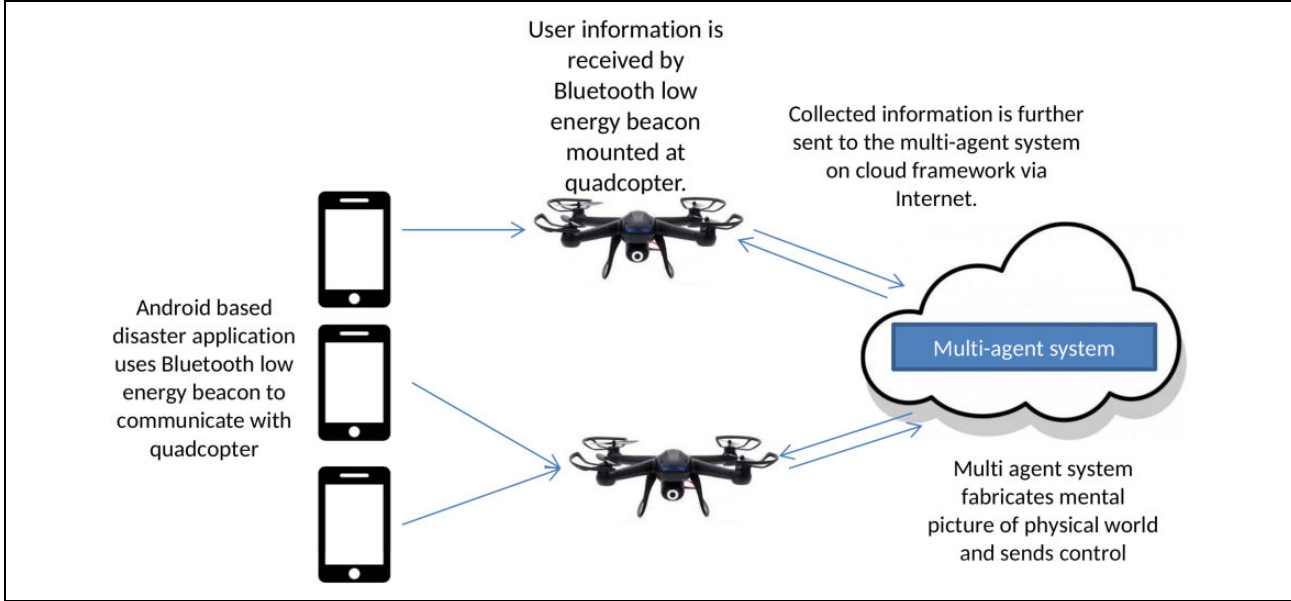 User information is
received by
Bluetooth low
energy beacon
mounted at
quadcopter.
Collected information is further
sent to the multi-agent system
on cloud framework via
Internet.
Android based
disaster application
uses Bluetooth low
energy beacon to
communicate with
quadcopter
Multi-agent system
Multi agent system
fabricates mental
picture of physical world
and sends control